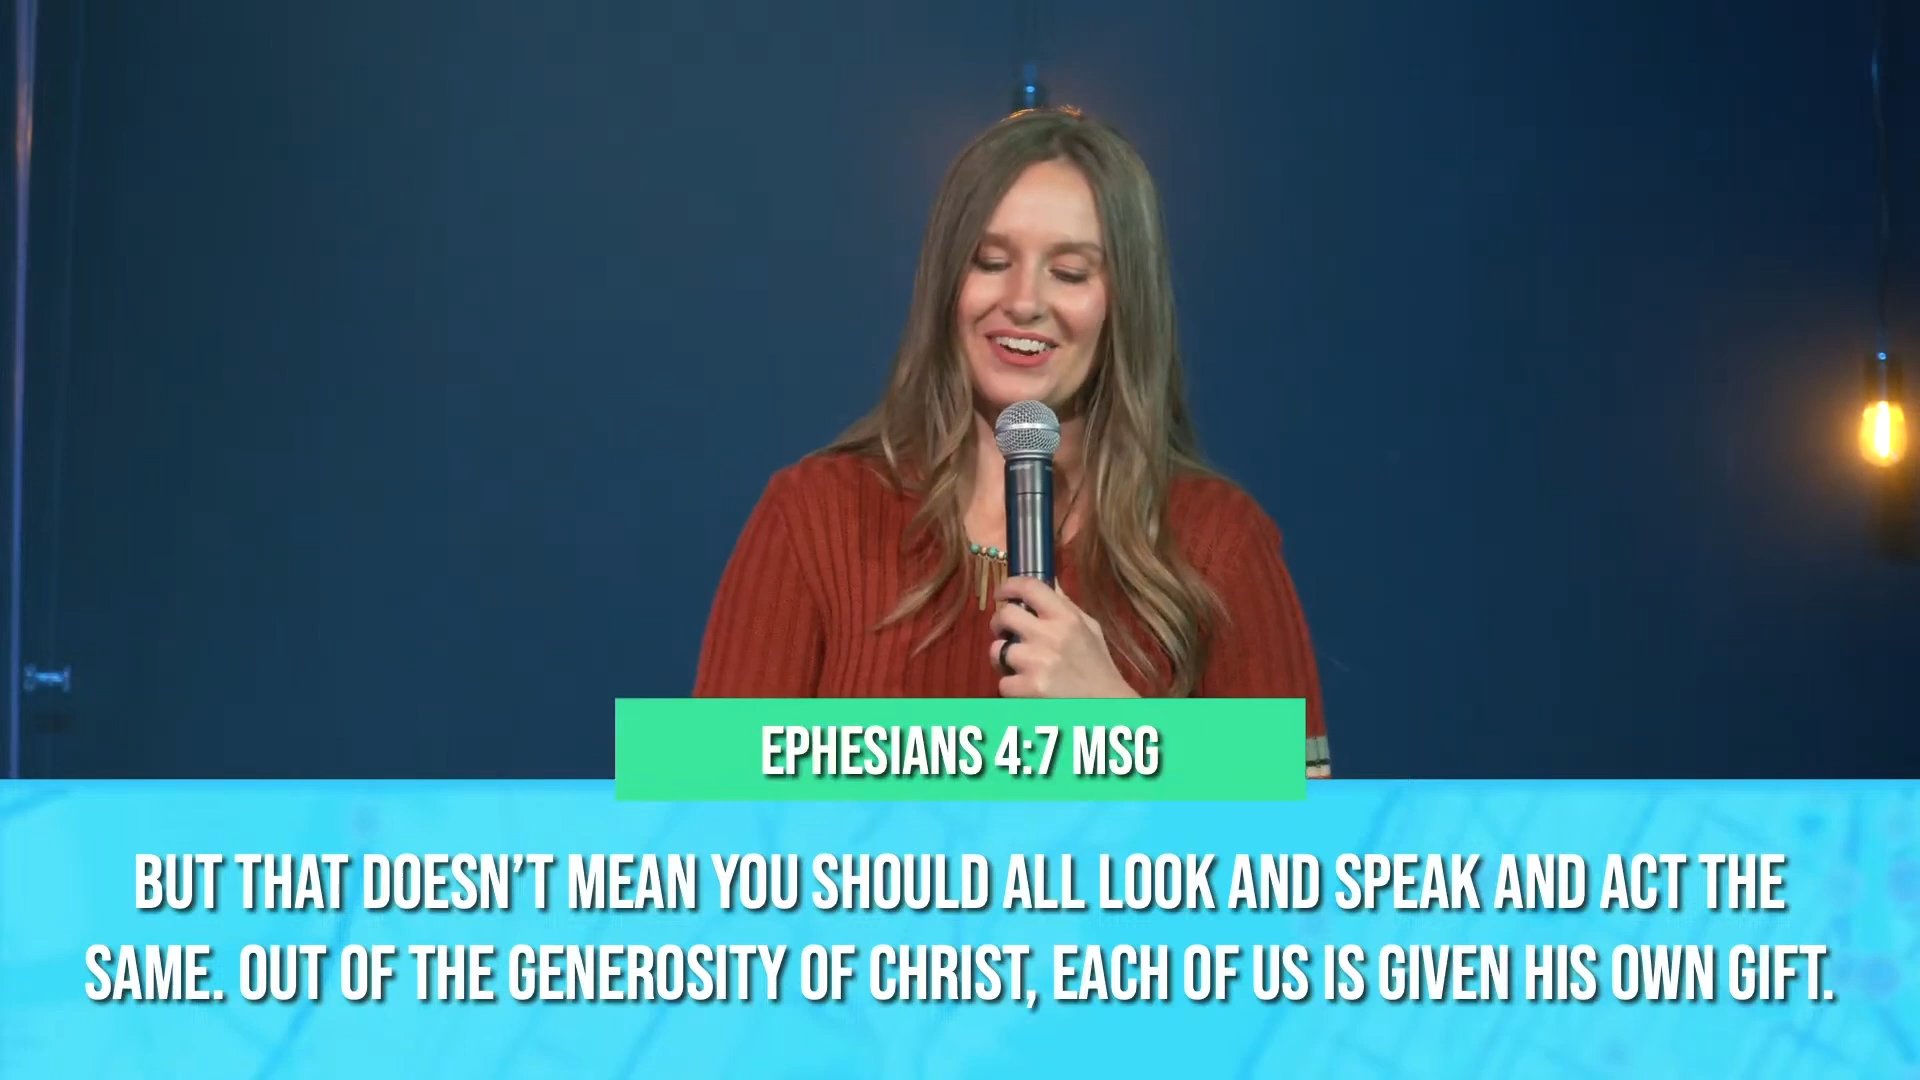 EPHESIANS 4:7 MSG
BUT THAT DOESN’T MEAN YOU SHOULD ALL LOOK AND SPEAK AND ACT THE
SAME. OUT OF THE GENEROSITY OF CHRIST, EACH OF US IS GIVEN HIS OWN GIFT.